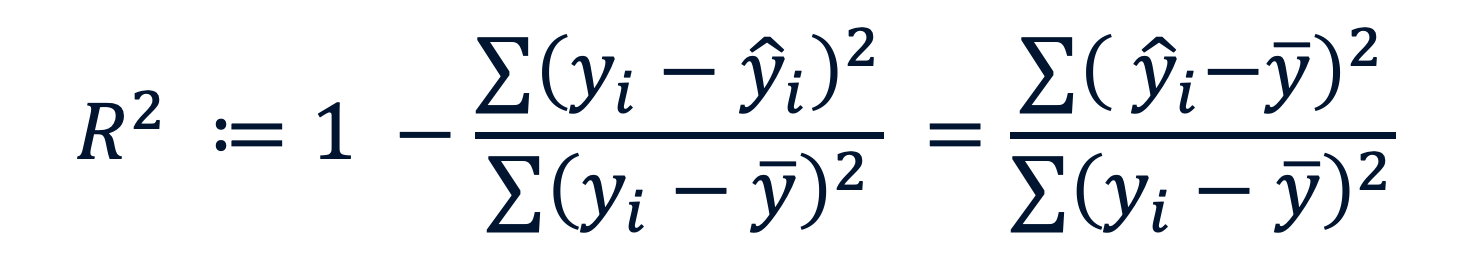 R² := 1 − ∑(yᵢ − ŷᵢ)² / ∑(yᵢ − ȳ)² = ∑( ŷᵢ−ȳ)² / ∑(yᵢ − ȳ)²